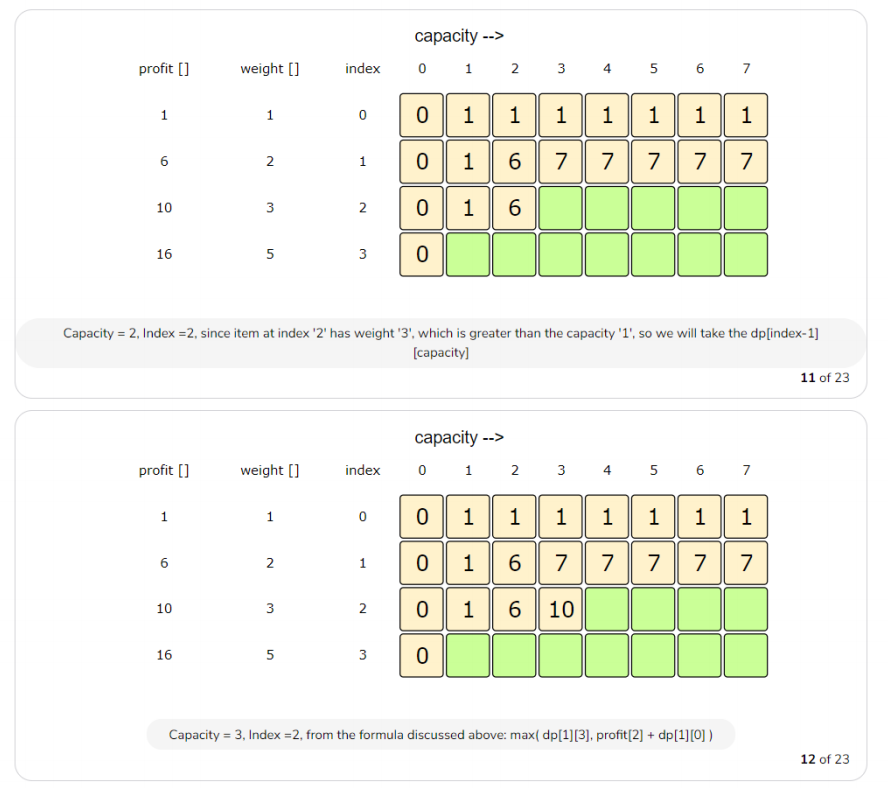 capacity -->
profit [] weight [] index 0 1 2 3 4 5 6 7
1 1 0 0 1 1 1 1 1 1 1
6 2 1 0 1 6 7 7 7 7 7
10 3 2 0 1 6
16 5 3 0
Capacity = 2, Index =2, since item at index '2' has weight '3', which is greater than the capacity '1', so we will take the dp[index-1]
[capacity]
11 of 23
capacity -->
profit [] weight [] index 0 1 2 3 4 5 6 7
1 1 0 0 1 1 1 1 1 1 1
6 2 1 0 1 6 7 7 7 7 7
10 3 2 0 1 6 10
16 5 3 0
Capacity = 3, Index =2, from the formula discussed above: max( dp[1][3], profit[2] + dp[1][0] )
12 of 23